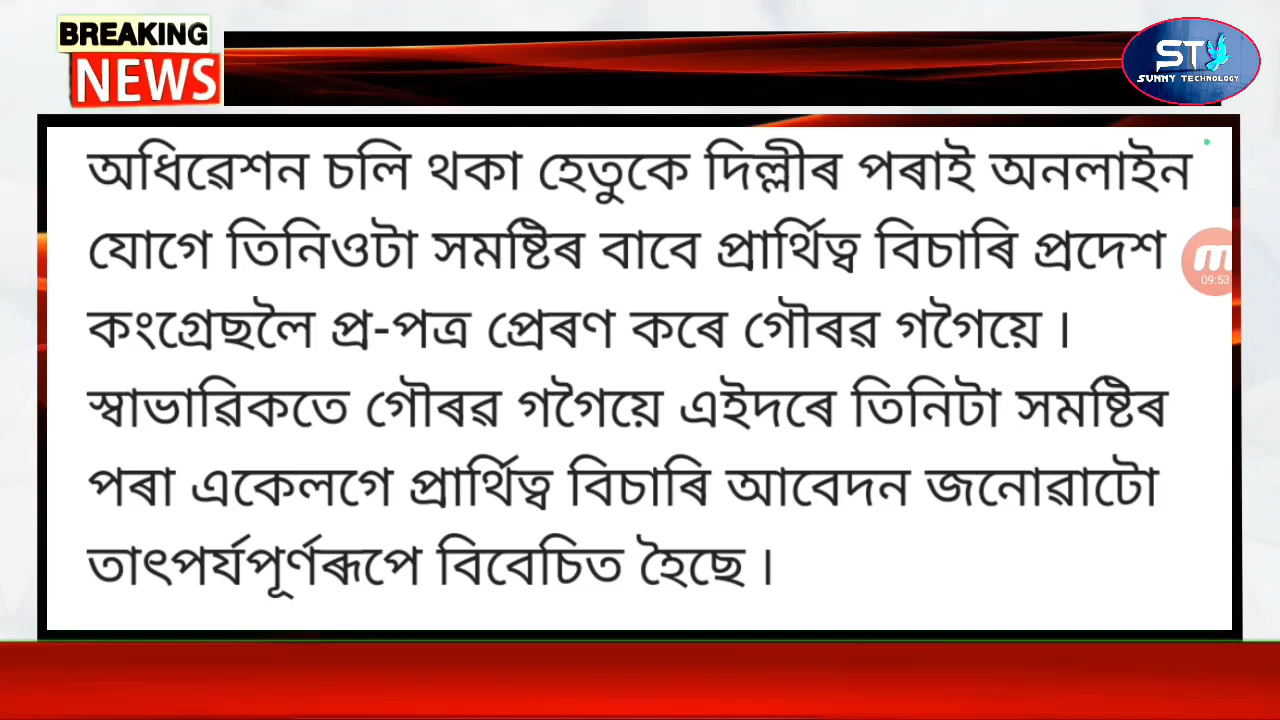 BREAKING
NEWS
ST
SUNNY TECHNOLOGY
অধিৱেশন চলি থকা হেতুকে দিল্লীৰ পৰাই অনলাইন
যোগে তিনিওটা সমষ্টিৰ বাবে প্ৰাৰ্থিত্ব বিচাৰি প্ৰদেশ
কংগ্ৰেছলৈ প্ৰ-পত্ৰ প্ৰেৰণ কৰে গৌৰৱ গগৈয়ে ।
স্বাভাৱিকতে গৌৰৱ গগৈয়ে এইদৰে তিনিটা সমষ্টিৰ
পৰা একেলগে প্ৰাৰ্থিত্ব বিচাৰি আবেদন জনোৱাটো
তাৎপৰ্যপূৰ্ণৰূপে বিবেচিত হৈছে ।
09:53